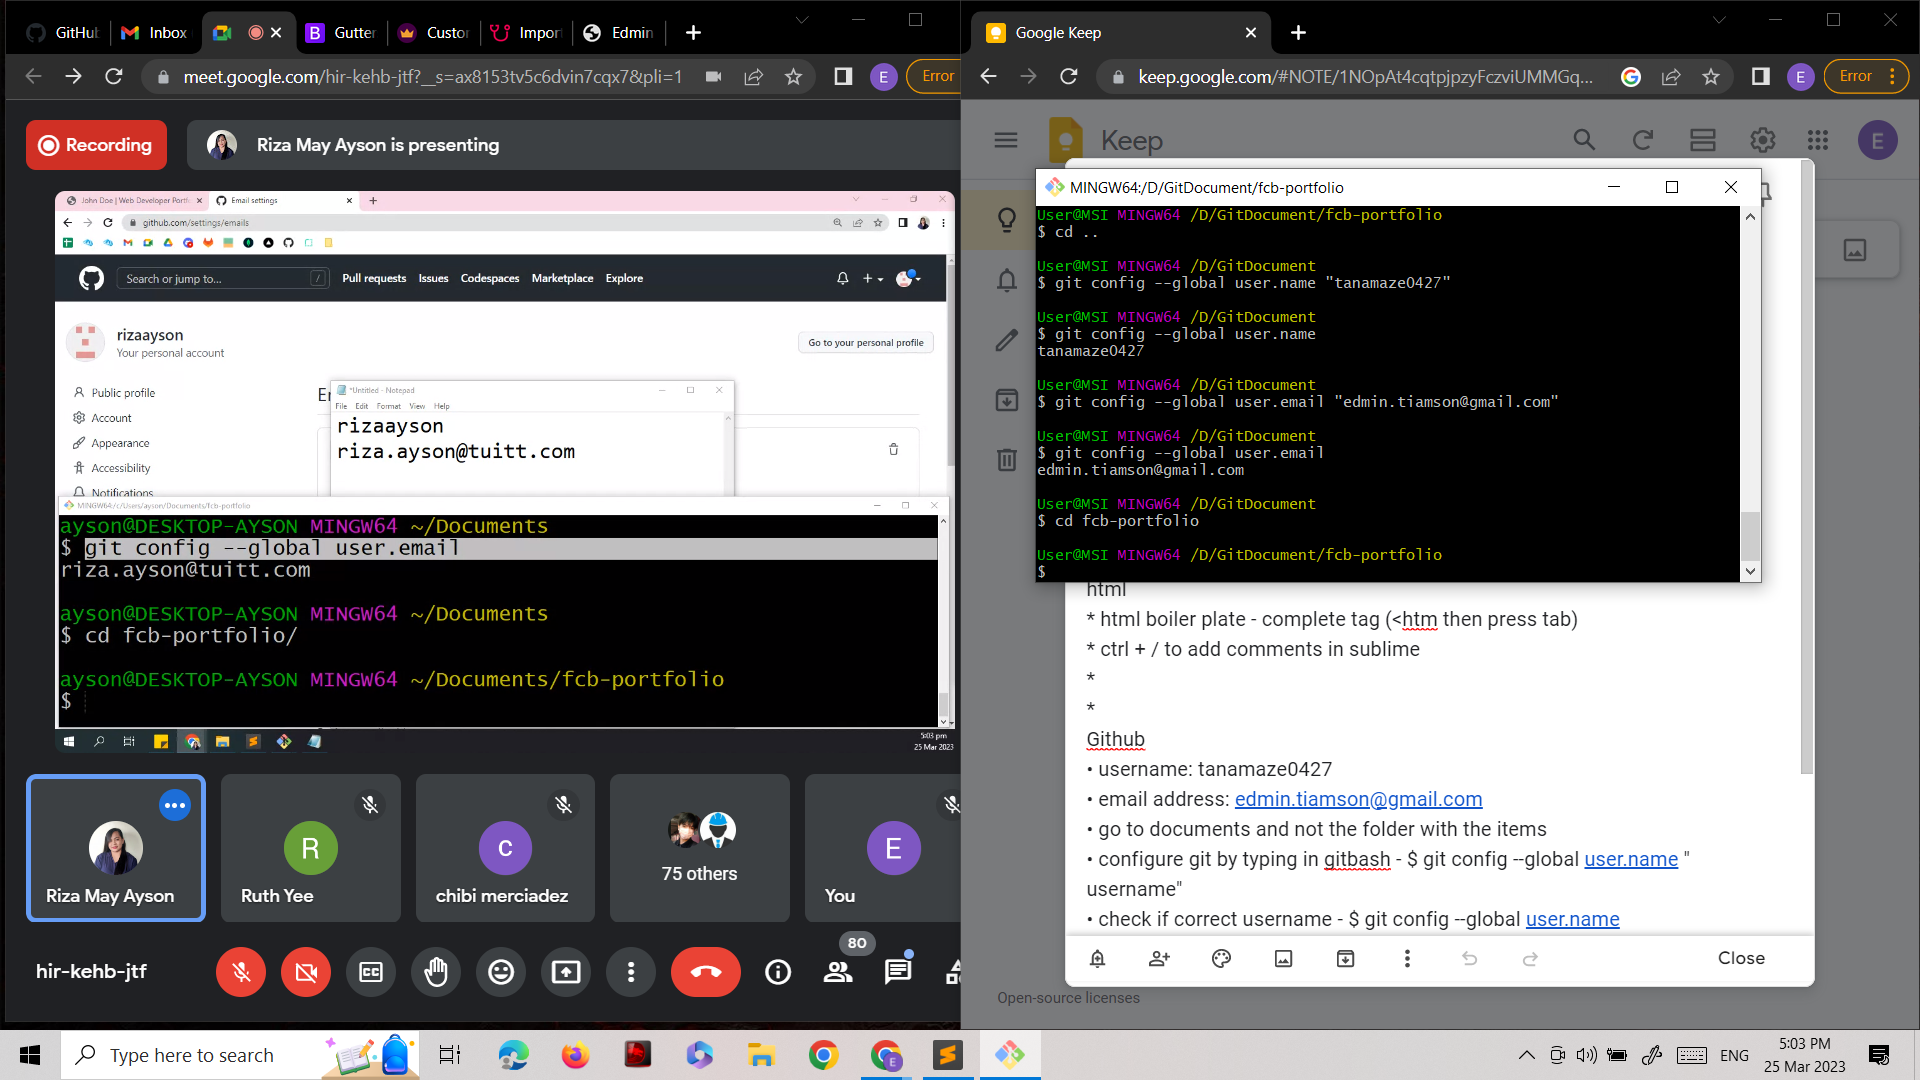 GitHub
Inbox
Gutter
Custo
Impor
Edmin
meet.google.com/hir-kehb-jtf?__s=ax8153tv5c6dvin7cqx7&pli=1
E
Error
Recording
Riza May Ayson is presenting
John Doe | Web Developer Portfo
Email settings
github.com/settings/emails
Search or jump to...
/
Pull requests
Issues
Codespaces
Marketplace
Explore
rizaayson
Your personal account
Go to your personal profile
Public profile
Account
Appearance
Accessibility
Notifications
*Untitled - Notepad
File Edit Format View Help
rizaayson
riza.ayson@tuitt.com
MINGW64:/c/Users/ayson/Documents/fcb-portfolio
ayson@DESKTOP-AYSON MINGW64 ~/Documents
$ git config --global user.email
riza.ayson@tuitt.com
ayson@DESKTOP-AYSON MINGW64 ~/Documents
$ cd fcb-portfolio/
ayson@DESKTOP-AYSON MINGW64 ~/Documents/fcb-portfolio
$
5:03 pm
25 Mar 2023
Riza May Ayson
R
Ruth Yee
c
chibi merciadez
75 others
E
You
hir-kehb-jtf
80
Google Keep
keep.google.com/#NOTE/1NOpAt4cqtpjpzyFczviUMMGq...
E
Error
Keep
E
MINGW64:/D/GitDocument/fcb-portfolio
User@MSI MINGW64 /D/GitDocument/fcb-portfolio
$ cd ..
User@MSI MINGW64 /D/GitDocument
$ git config --global user.name "tanamaze0427"
User@MSI MINGW64 /D/GitDocument
$ git config --global user.name
tanamaze0427
User@MSI MINGW64 /D/GitDocument
$ git config --global user.email "edmin.tiamson@gmail.com"
User@MSI MINGW64 /D/GitDocument
$ git config --global user.email
edmin.tiamson@gmail.com
User@MSI MINGW64 /D/GitDocument
$ cd fcb-portfolio
User@MSI MINGW64 /D/GitDocument/fcb-portfolio
$
html
* html boiler plate - complete tag (<htm then press tab)
* ctrl + / to add comments in sublime
*
*
Github
• username: tanamaze0427
• email address: edmin.tiamson@gmail.com
• go to documents and not the folder with the items
• configure git by typing in gitbash - $ git config --global user.name "
username"
• check if correct username - $ git config --global user.name
Close
Open-source licenses
Type here to search
ENG
5:03 PM
25 Mar 2023